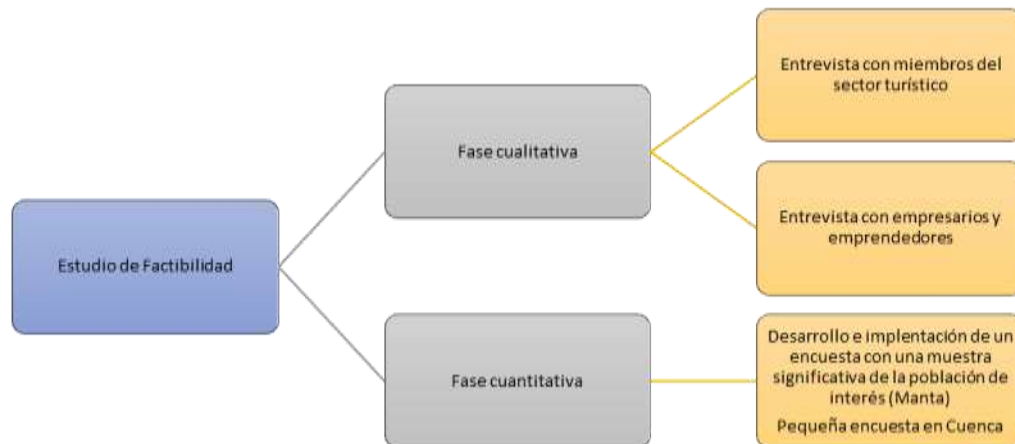 Entrevista con miembros del
sector turístico
Fase cualitativa
Entrevista con empresarios y
emprendedores
Estudio de Factibilidad
Fase cuantitativa
Desarrollo e implentación de un
encuesta con una muestra
significativa de la población de
interés (Manta)
Pequeña encuesta en Cuenca